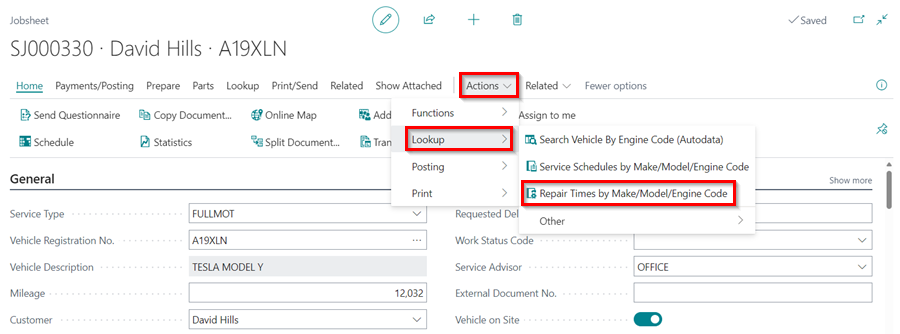 Jobsheet
Saved
SJ000330 · David Hills · A19XLN
Home Payments/Posting Prepare Parts Lookup Print/Send Related Show Attached Actions Related Fewer options
Send Questionnaire Copy Document... Online Map Add Assign to me
Schedule Statistics Split Document... Tran
Functions
Lookup
Posting
Print
Search Vehicle By Engine Code (Autodata)
Service Schedules by Make/Model/Engine Code
Repair Times by Make/Model/Engine Code
Other
General
Show more
Service Type FULLMOT
Vehicle Registration No. A19XLN ...
Vehicle Description TESLA MODEL Y
Mileage 12,032
Customer David Hills
Requested Del
Work Status Code
Service Advisor OFFICE
External Document No.
Vehicle on Site